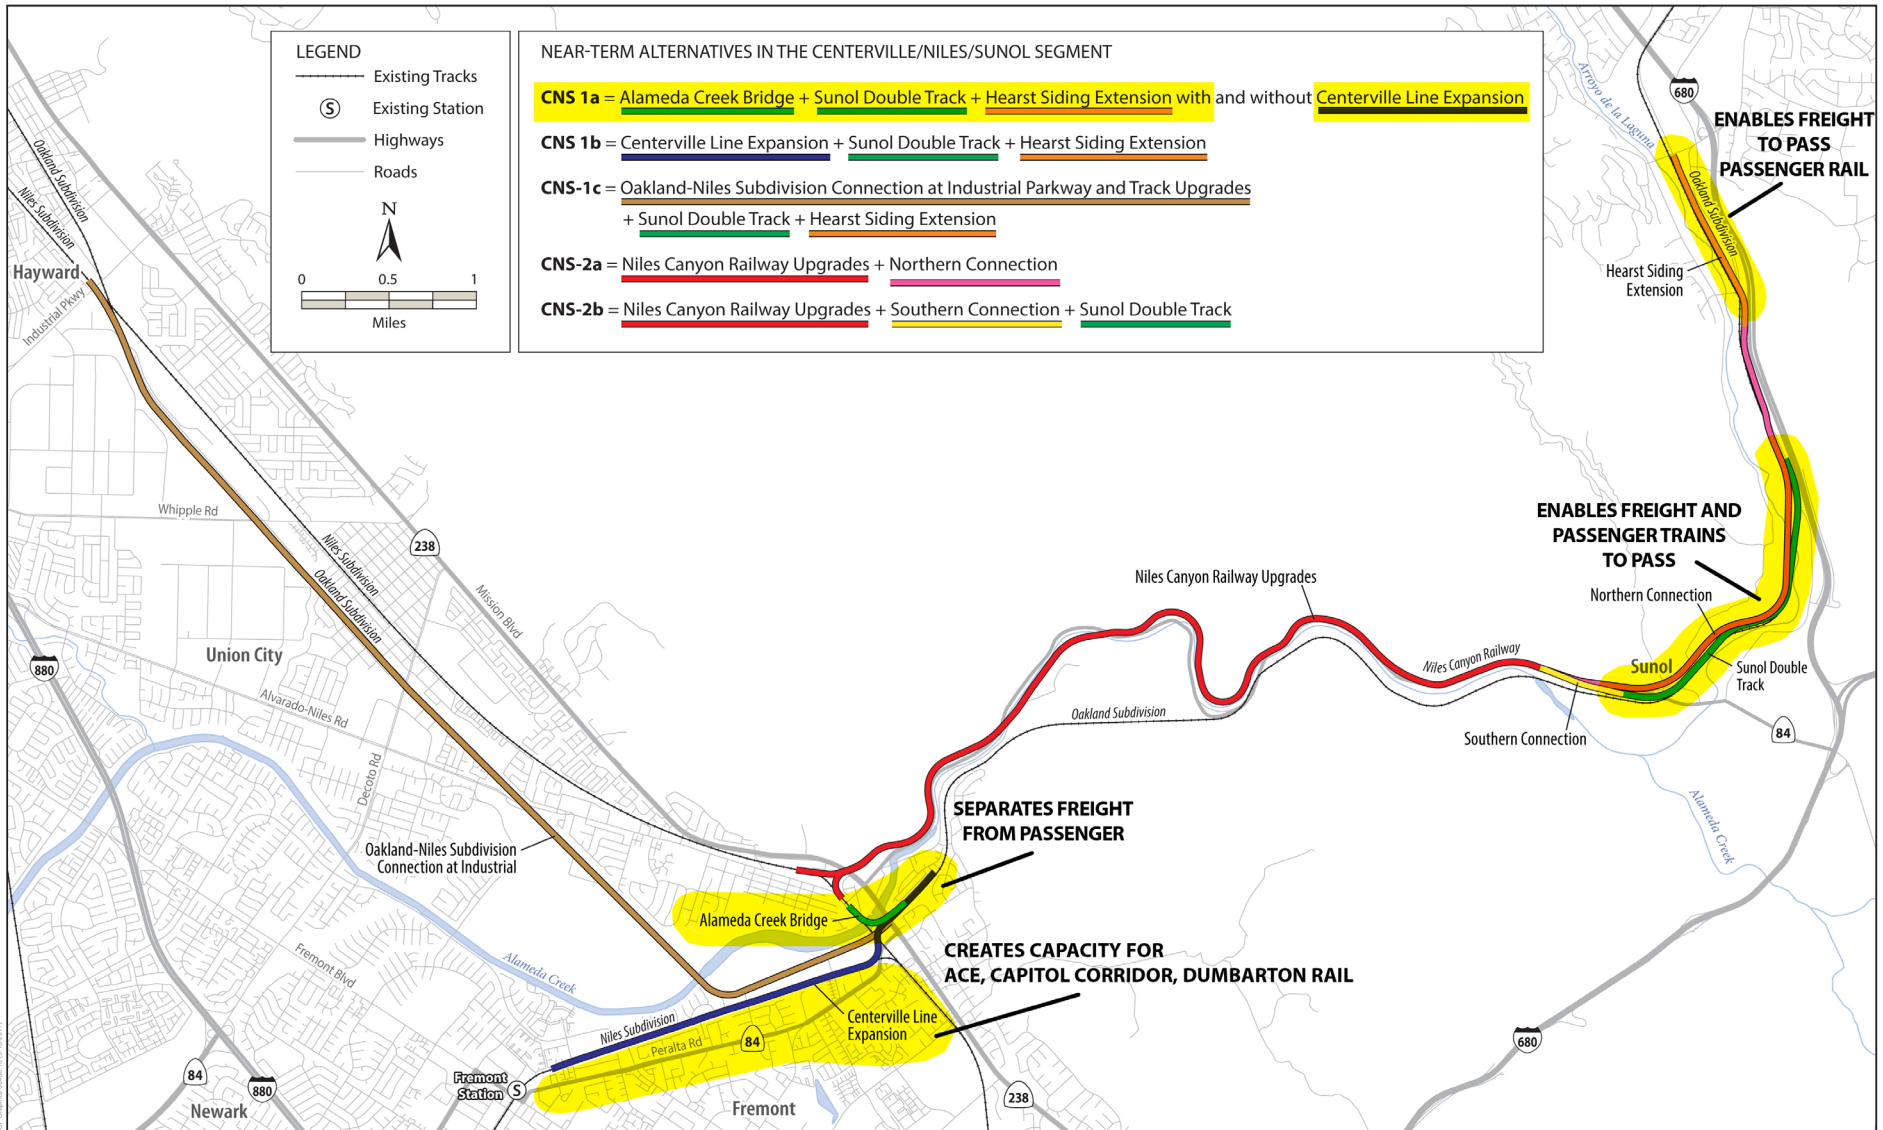 LEGEND
Existing Tracks
S
Existing Station
Highways
Roads
N
0 0.5 1
Miles
NEAR-TERM ALTERNATIVES IN THE CENTERVILLE/NILES/SUNOL SEGMENT
CNS 1a = Alameda Creek Bridge + Sunol Double Track + Hearst Siding Extension with and without Centerville Line Expansion
CNS 1b = Centerville Line Expansion + Sunol Double Track + Hearst Siding Extension
CNS-1c = Oakland-Niles Subdivision Connection at Industrial Parkway and Track Upgrades
+ Sunol Double Track + Hearst Siding Extension
CNS-2a = Niles Canyon Railway Upgrades + Northern Connection
CNS-2b = Niles Canyon Railway Upgrades + Southern Connection + Sunol Double Track
Oakland Subdivision
Niles Subdivision
Hayward
Industrial Pkwy
Arroyo de la Laguna
680
ENABLES FREIGHT
TO PASS
PASSENGER RAIL
Oakland Subdivision
Hearst Siding
Extension
Whipple Rd
238
Niles Subdivision
Oakland Subdivision
Mission Blvd
ENABLES FREIGHT AND
PASSENGER TRAINS
TO PASS
Niles Canyon Railway Upgrades
Northern Connection
Union City
880
Alvarado-Niles Rd
Niles Canyon Railway
Sunol
Sunol Double
Track
Oakland Subdivision
Southern Connection
84
Decoto Rd
Alameda Creek
SEPARATES FREIGHT
FROM PASSENGER
Oakland-Niles Subdivision
Connection at Industrial
Alameda Creek Bridge
Fremont Blvd
Alameda Creek
CREATES CAPACITY FOR
ACE, CAPITOL CORRIDOR, DUMBARTON RAIL
Centerville Line
Expansion
Niles Subdivision
Peralta Rd
84
680
84
880
Fremont
Station
S
Newark
Fremont
238